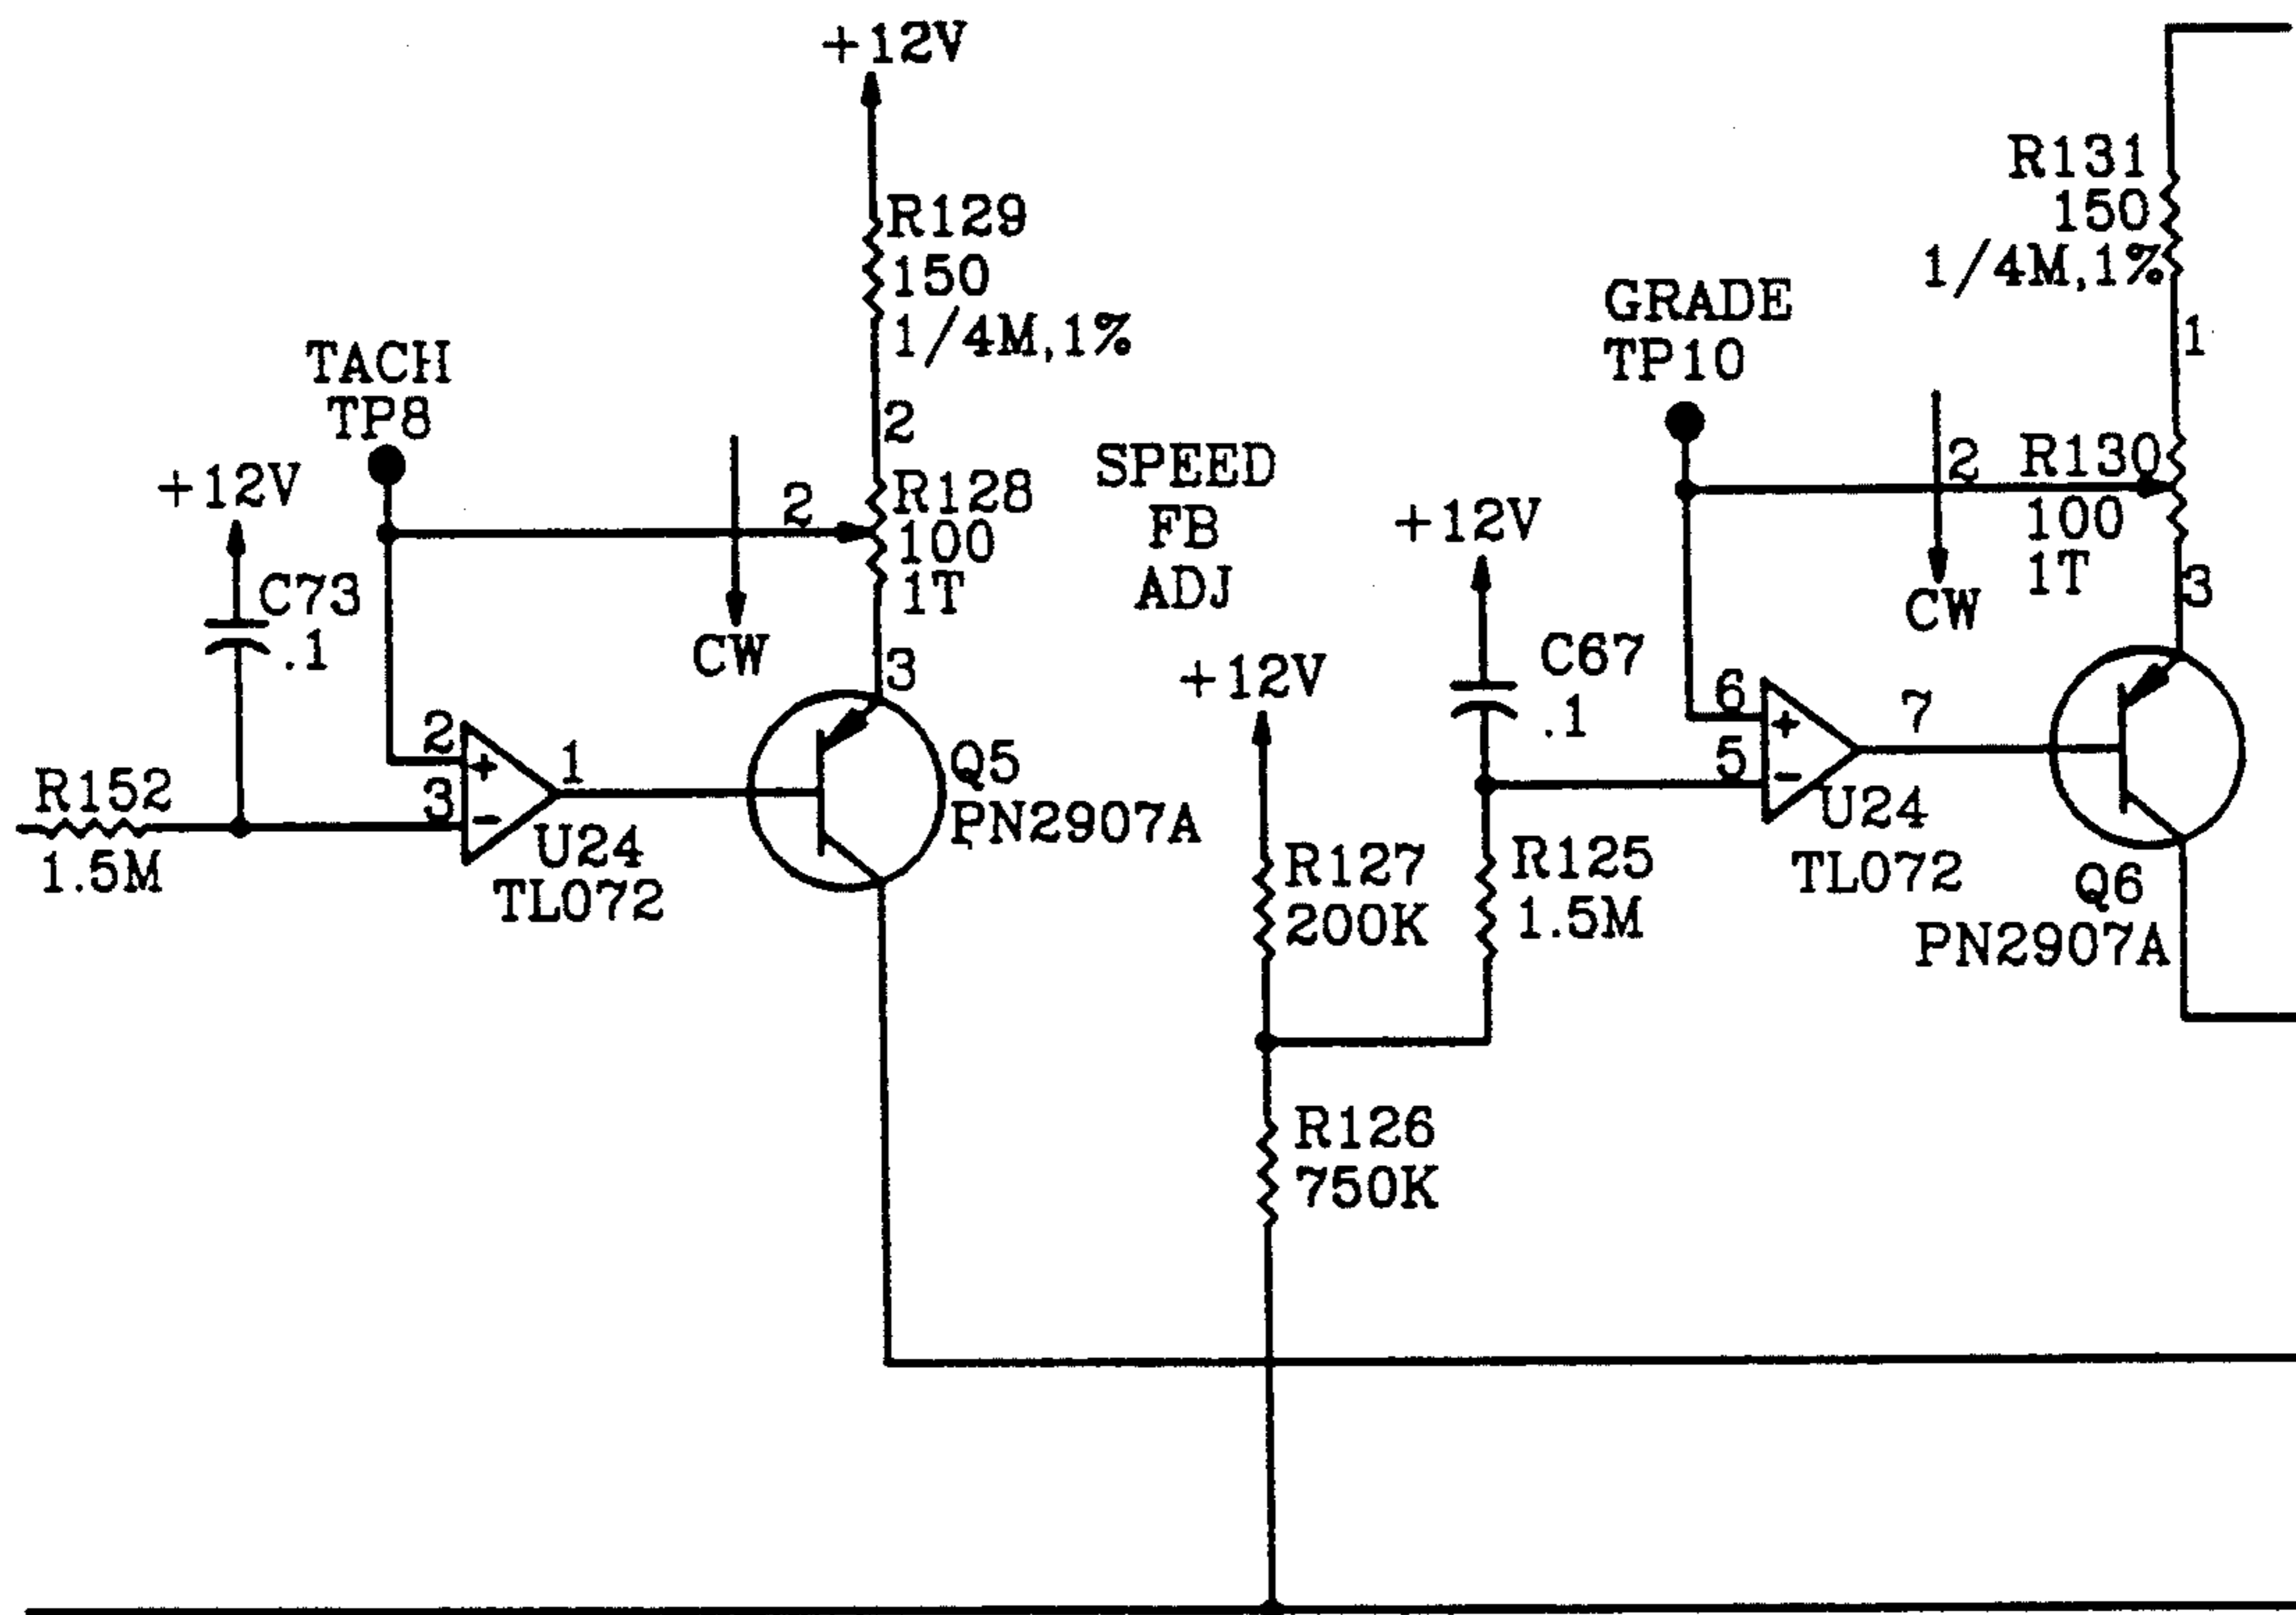 +12V
R129
150
1/4M,1%
2
TACH
TP8
+12V
C73
.1
2
R128
100
1T
CW
3
SPEED
FB
ADJ
2
+
3
-
1
R152
1.5M
U24
TL072
Q5
PN2907A
+12V
R127
200K
R126
750K
+12V
C67
.1
R125
1.5M
R131
150
1/4M,1%
1
GRADE
TP10
2
R130
100
1T
CW
3
6
+
5
-
7
U24
TL072
Q6
PN2907A